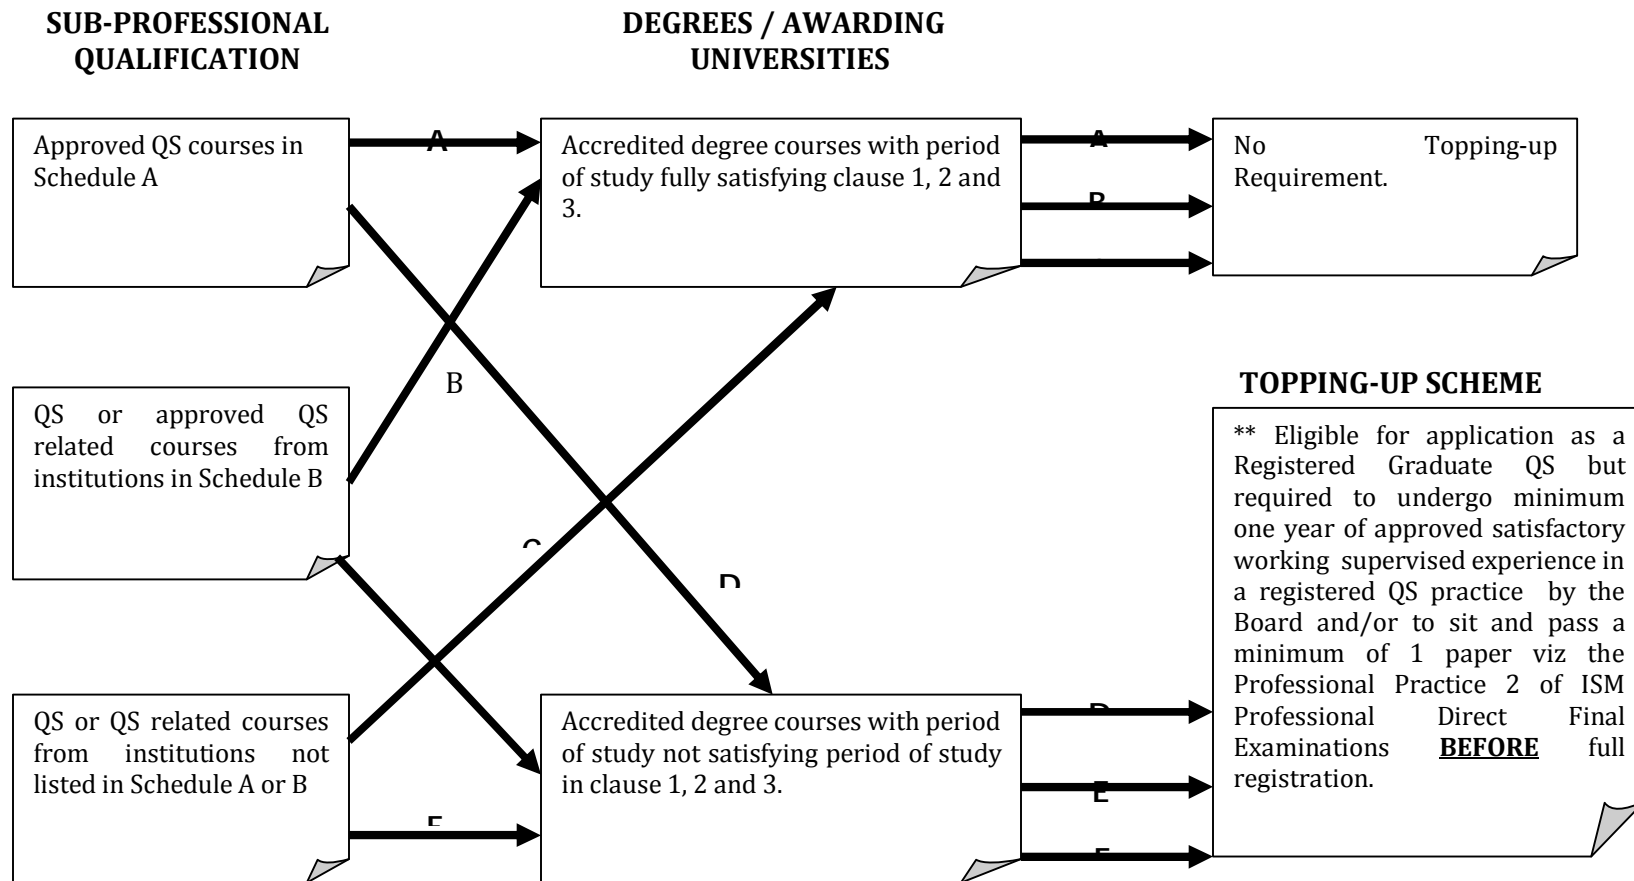 SUB-PROFESSIONAL
QUALIFICATION
DEGREES / AWARDING
UNIVERSITIES
Approved QS courses in
Schedule A
A
Accredited degree courses with period
of study fully satisfying clause 1, 2 and
3.
A
B
No Topping-up
Requirement.
B
QS or approved QS
related courses from
institutions in Schedule B
C
D
TOPPING-UP SCHEME
** Eligible for application as a
Registered Graduate QS but
required to undergo minimum
one year of approved satisfactory
working supervised experience in
a registered QS practice by the
Board and/or to sit and pass a
minimum of 1 paper viz the
Professional Practice 2 of ISM
Professional Direct Final
Examinations BEFORE full
registration.
QS or QS related courses
from institutions not
listed in Schedule A or B
F
Accredited degree courses with period
of study not satisfying period of study
in clause 1, 2 and 3.
D
E
F